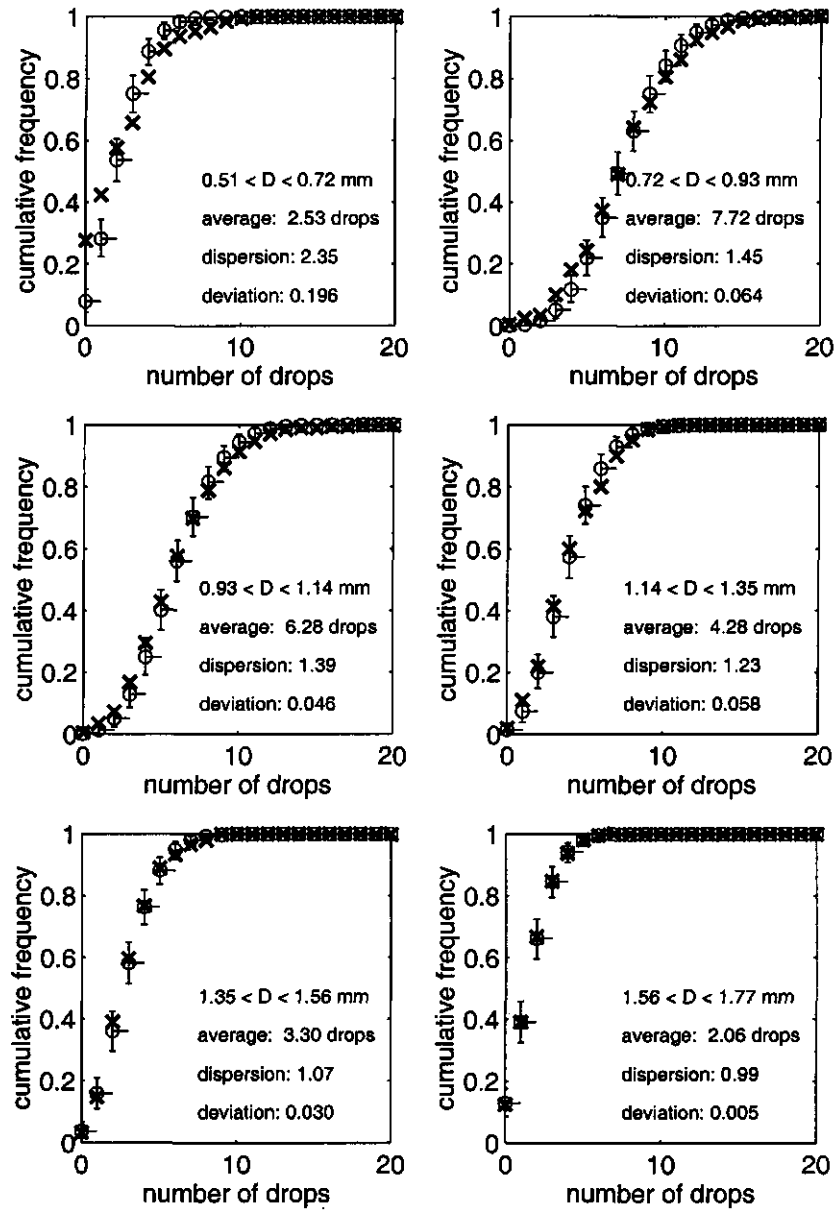 1
0.8
0.6
0.4
0.2
0
cumulative frequency
0.51 < D < 0.72 mm
average: 2.53 drops
dispersion: 2.35
deviation: 0.196
0 10 20
number of drops
1
0.8
0.6
0.4
0.2
0
cumulative frequency
0.72 < D < 0.93 mm
average: 7.72 drops
dispersion: 1.45
deviation: 0.064
0 10 20
number of drops
1
0.8
0.6
0.4
0.2
0
cumulative frequency
0.93 < D < 1.14 mm
average: 6.28 drops
dispersion: 1.39
deviation: 0.046
0 10 20
number of drops
1
0.8
0.6
0.4
0.2
0
cumulative frequency
1.14 < D < 1.35 mm
average: 4.28 drops
dispersion: 1.23
deviation: 0.058
0 10 20
number of drops
1
0.8
0.6
0.4
0.2
0
cumulative frequency
1.35 < D < 1.56 mm
average: 3.30 drops
dispersion: 1.07
deviation: 0.030
0 10 20
number of drops
1
0.8
0.6
0.4
0.2
0
cumulative frequency
1.56 < D < 1.77 mm
average: 2.06 drops
dispersion: 0.99
deviation: 0.005
0 10 20
number of drops